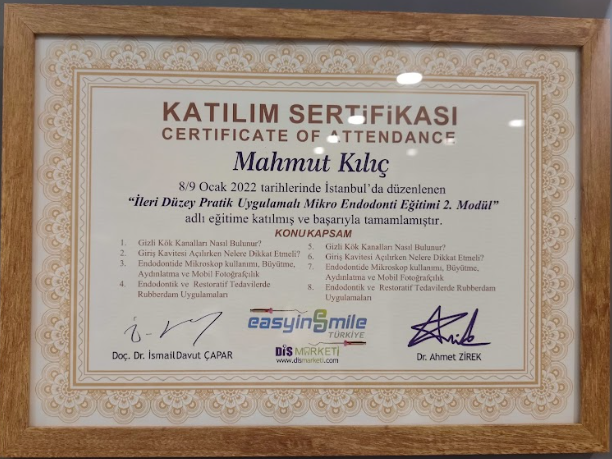 KATILIM SERTİFİKASI
CERTIFICATE OF ATTENDANCE
Mahmut Kılıç
8/9 Ocak 2022 tarihlerinde İstanbul'da düzenlenen
“İleri Düzey Pratik Uygulamalı Mikro Endodonti Eğitimi 2. Modül”
adlı eğitime katılmış ve başarıyla tamamlamıştır.
KONU KAPSAM
1. Gizli Kök Kanalları Nasıl Bulunur?
2. Giriş Kavitesi Açılırken Nelere Dikkat Etmeli?
3. Endodontide Mikroskop kullanımı, Büyütme,
Aydınlatma ve Mobil Fotoğrafçılık
4. Endodontik ve Restoratif Tedavilerde
Rubberdam Uygulamaları
5. Gizli Kök Kanalları Nasıl Bulunur?
6. Giriş Kavitesi Açılırken Nelere Dikkat Etmeli?
7. Endodontide Mikroskop kullanımı, Büyütme,
Aydınlatma ve Mobil Fotoğrafçılık
8. Endodontik ve Restoratif Tedavilerde Rubberdam
Uygulamaları
easyinsmile
TÜRKİYE
DİŞ MARKETİ
www.dismarketi.com
Doç. Dr. İsmail Davut ÇAPAR
Dr. Ahmet ZİREK